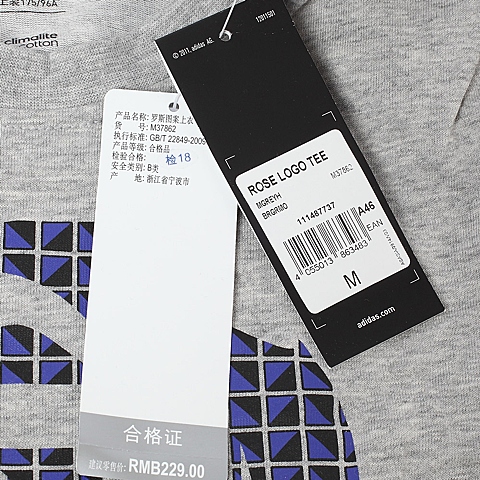 上装175/96A
climalite
cotton
产品名称: 罗斯图案上衣
货 号: M37862
执行标准: GB/T 22849-2009
产品等级: 合格品
检验合格: 检18
安全类别: B类
产 地: 浙江省宁波市
合格证
建议零售价: RMB229.00
12011501
© 2011, adidas AG.
ROSE LOGO TEE
MGREYH M37862
BRGRMO
111487737
A46
EAN
4 055013 863483
M
adidas.com